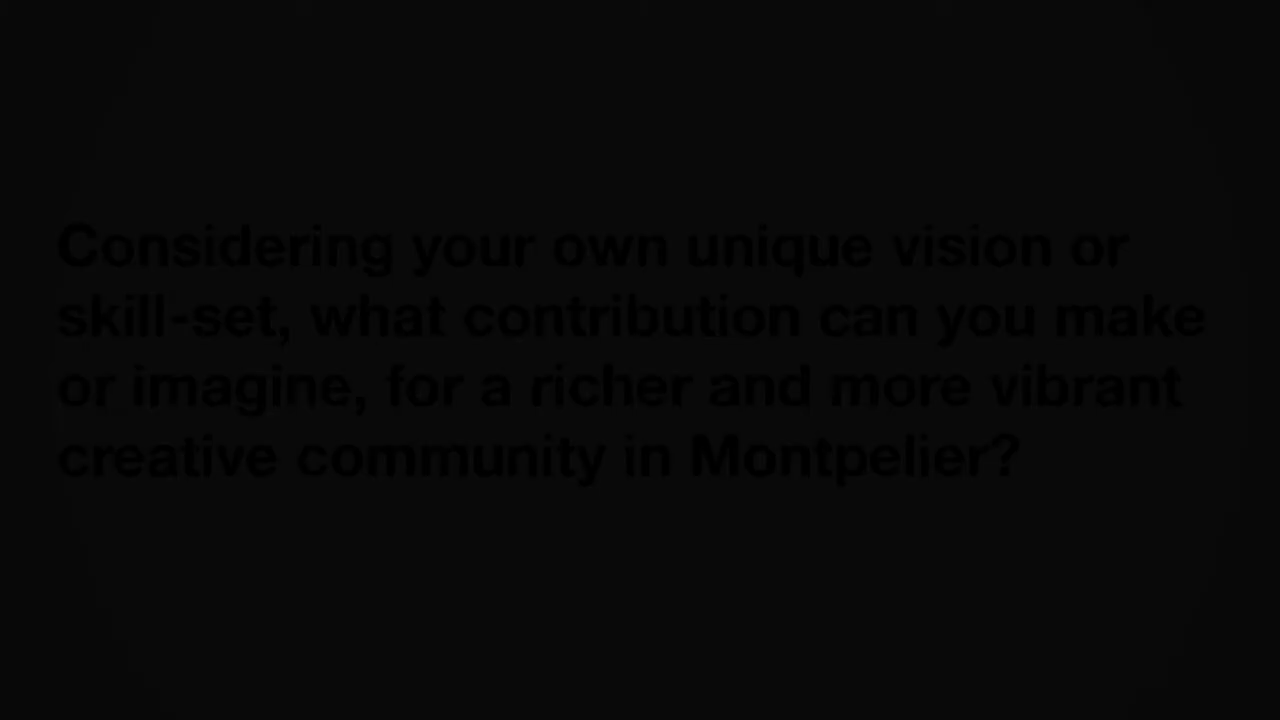 Considering your own unique vision or
skill-set, what contribution can you make
or imagine, for a richer and more vibrant
creative community in Montpelier?